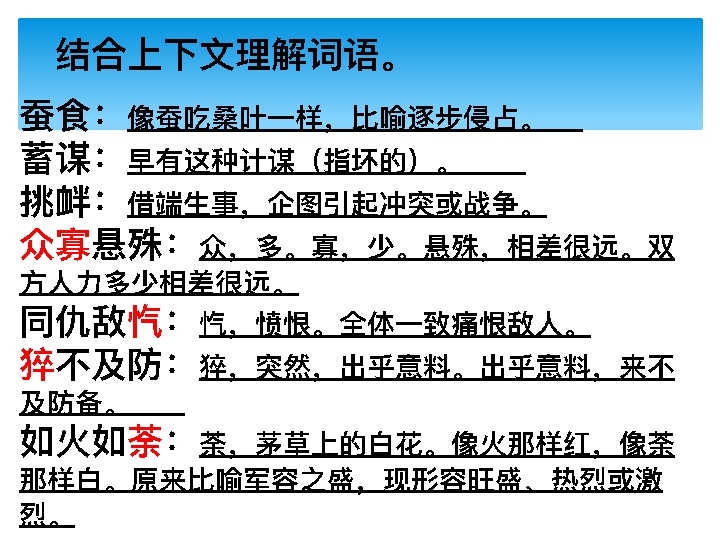 结合上下文理解词语。
蚕食：像蚕吃桑叶一样，比喻逐步侵占。
蓄谋：早有这种计谋（指坏的）。
挑衅：借端生事，企图引起冲突或战争。
众寡悬殊：众，多。寡，少。悬殊，相差很远。双
方人力多少相差很远。
同仇敌忾：忾，愤恨。全体一致痛恨敌人。
猝不及防：猝，突然，出乎意料。出乎意料，来不
及防备。
如火如荼：荼，茅草上的白花。像火那样红，像荼
那样白。原来比喻军容之盛，现形容旺盛、热烈或激
烈。